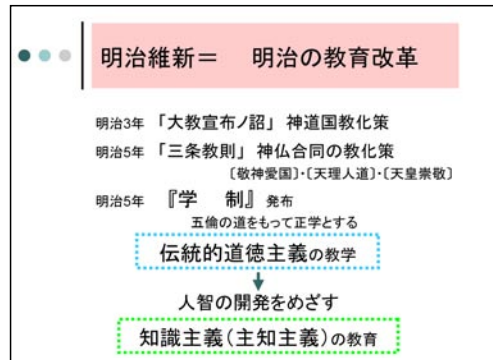 明治維新＝　明治の教育改革
明治3年 「大教宣布ノ詔」 神道国教化策
明治5年 「三条教則」 神仏合同の教化策
〔敬神愛国〕・〔天理人道〕・〔天皇崇敬〕
明治5年 『学　制』 発布
五倫の道をもって正学とする
伝統的道徳主義の教学
人智の開発をめざす
知識主義（主知主義）の教育